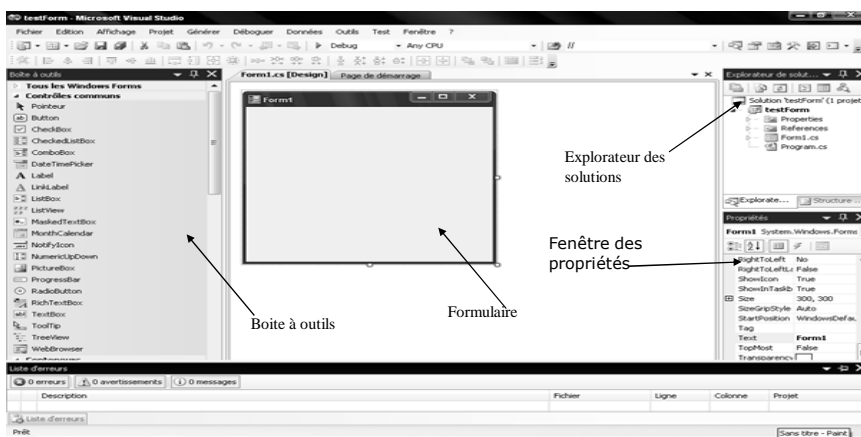 testForm - Microsoft Visual Studio
Fichier Edition Affichage Projet Générer Déboguer Données Outils Test Fenêtre ?
Debug Any CPU //
Boîte à outils
Tous les Windows Forms
Contrôles communs
Pointeur
Button
CheckBox
CheckedListBox
ComboBox
DateTimePicker
Label
LinkLabel
ListBox
ListView
MaskedTextBox
MonthCalendar
NotifyIcon
NumericUpDown
PictureBox
ProgressBar
RadioButton
RichTextBox
TextBox
ToolTip
TreeView
WebBrowser
Conteneurs
Form1.cs [Design] Page de démarrage
Form1
Explorateur des
solutions
Fenêtre des
propriétés
Boite à outils
Formulaire
Explorateur de solut...
Solution 'testForm' (1 projet
testForm
Properties
References
Form1.cs
Program.cs
Explorate... Structure ...
Propriétés
Form1 System.Windows.Forms
RightToLeft No
RightToLeftLa False
ShowIcon True
ShowInTaskb True
Size 300, 300
SizeGripStyle Auto
StartPosition WindowsDefau
Tag
Text Form1
TopMost False
Transparency
Liste d'erreurs
0 erreurs 0 avertissements 0 messages
Description Fichier Ligne Colonne Projet
Liste d'erreurs
Prêt
Sans titre - Paint